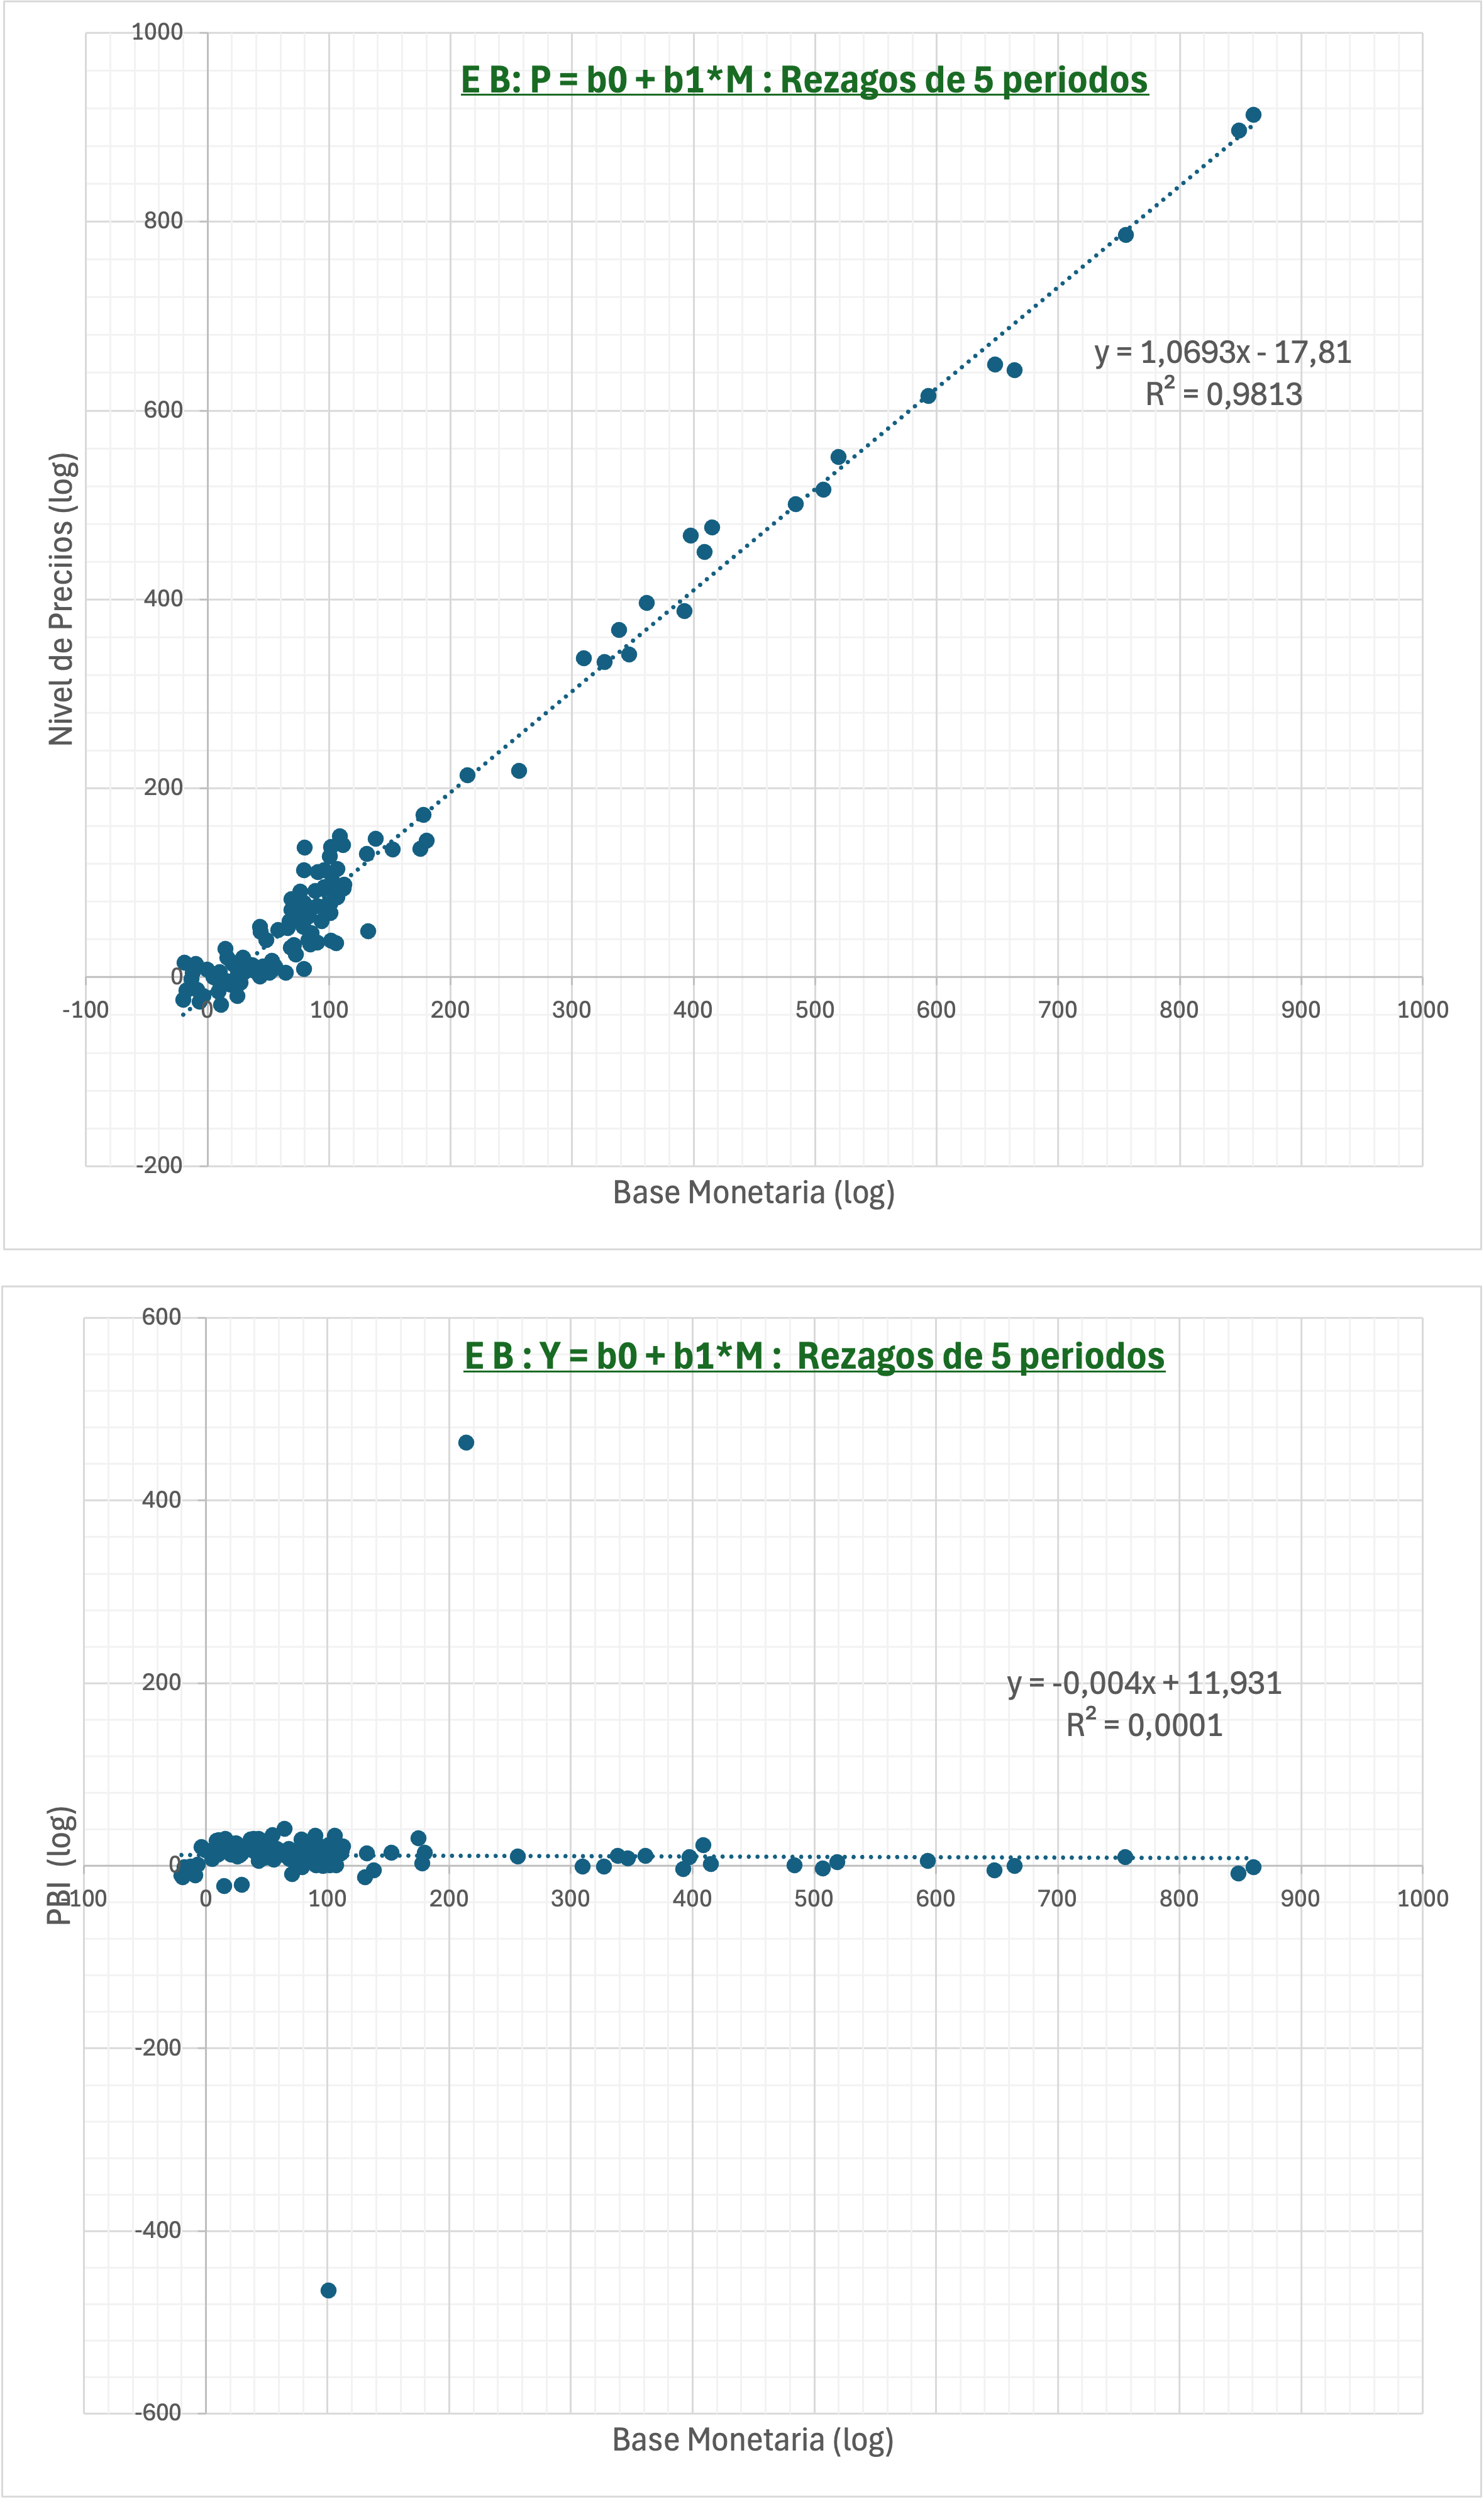 1000
E B: P = b0 + b1*M : Rezagos de 5 periodos
800
y = 1,0693x - 17,81
R² = 0,9813
600
Nivel de Preciios (log)
400
200
0
-100 0 100 200 300 400 500 600 700 800 900 1000
-200
Base Monetaria (log)
600
E B : Y = b0 + b1*M : Rezagos de 5 periodos
400
200
y = -0,004x + 11,931
R² = 0,0001
PBI (log)
0
-100 0 100 200 300 400 500 600 700 800 900 1000
-200
-400
-600
Base Monetaria (log)